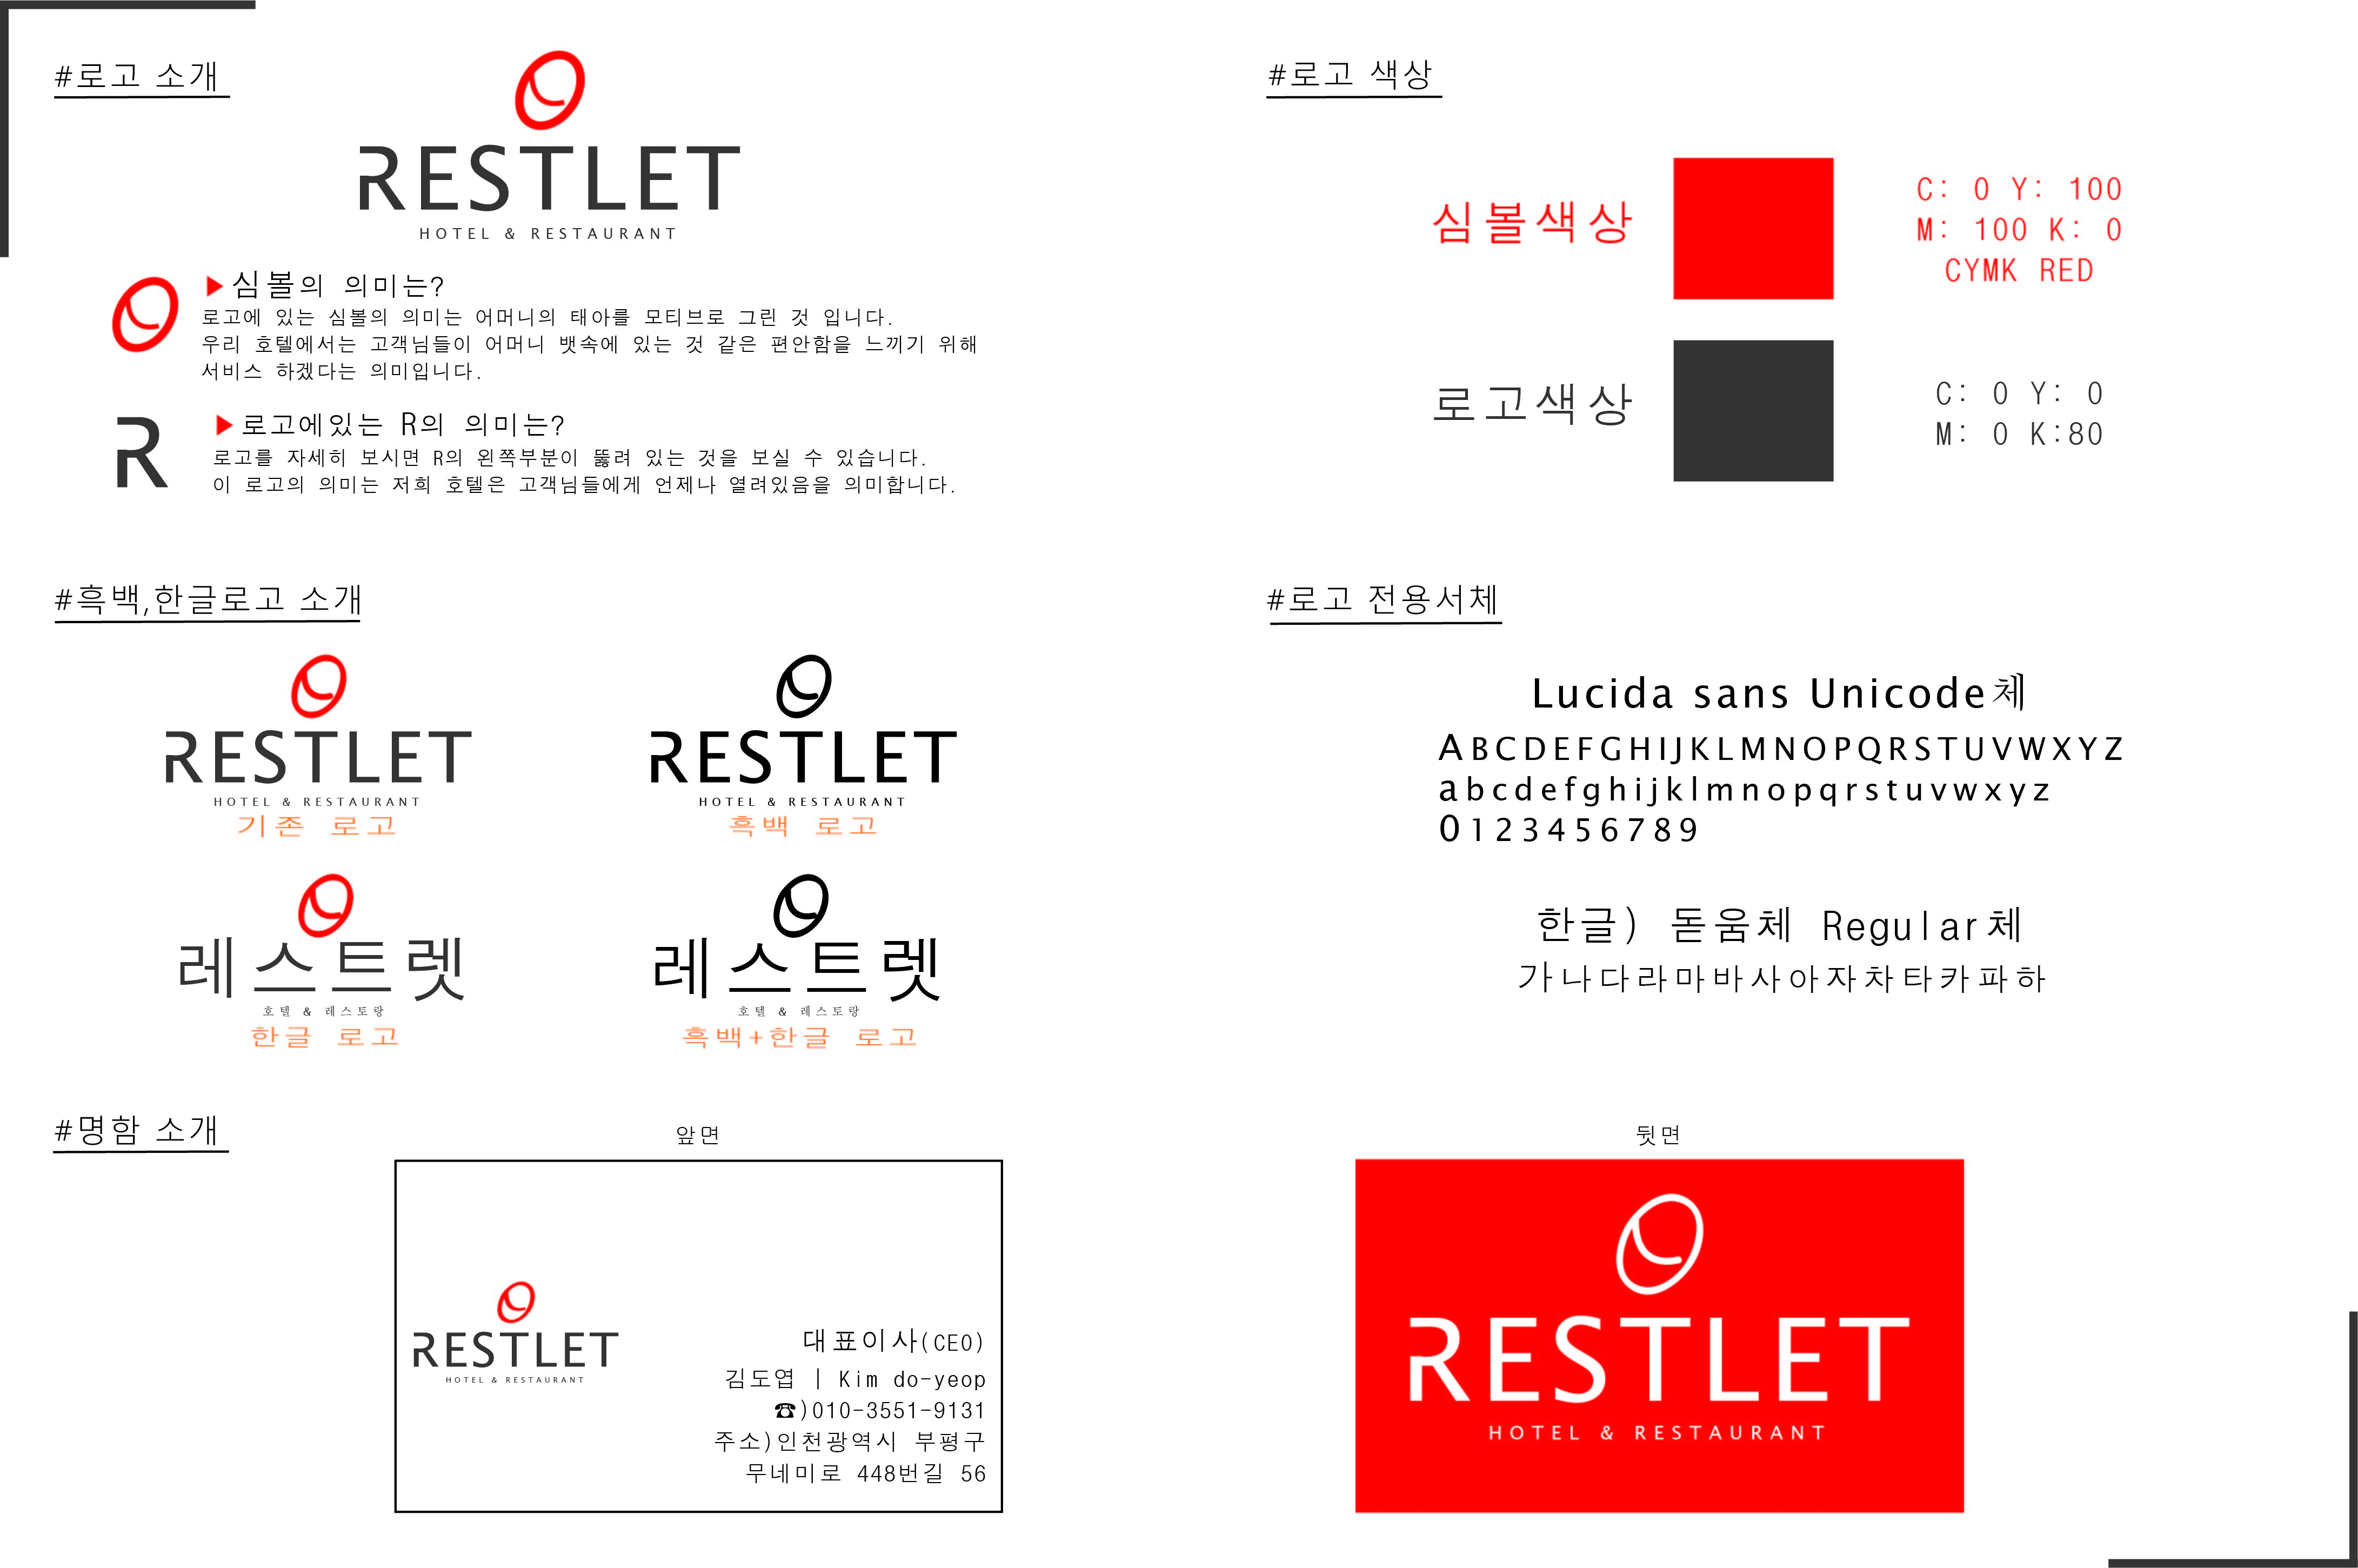 #로고 소개
RESTLET
HOTEL & RESTAURANT
▶심볼의 의미는?
로고에 있는 심볼의 의미는 어머니의 태아를 모티브로 그린 것 입니다.
우리 호텔에서는 고객님들이 어머니 뱃속에 있는 것 같은 편안함을 느끼기 위해
서비스 하겠다는 의미입니다.
R
▶로고에있는 R의 의미는?
로고를 자세히 보시면 R의 왼쪽부분이 뚫려 있는 것을 보실 수 있습니다.
이 로고의 의미는 저희 호텔은 고객님들에게 언제나 열려있음을 의미합니다.
#로고 색상
심볼색상
C: 0 Y: 100
M: 100 K: 0
CYMK RED
로고색상
C: 0 Y: 0
M: 0 K:80
#흑백,한글로고 소개
RESTLET
HOTEL & RESTAURANT
기존 로고
RESTLET
HOTEL & RESTAURANT
흑백 로고
레스트렛
호텔 & 레스토랑
한글 로고
레스트렛
호텔 & 레스토랑
흑백+한글 로고
#로고 전용서체
Lucida sans Unicode체
ABCDEFGHIJKLMNOPQRSTUVWXYZ
abcdefghijklmnopqrstuvwxyz
0123456789
한글) 돋움체 Regular체
가나다라마바사아자차타카파하
#명함 소개
앞면
RESTLET
HOTEL & RESTAURANT
대표이사(CEO)
김도엽 | Kim do-yeop
☎)010-3551-9131
주소)인천광역시 부평구
무네미로 448번길 56
뒷면
RESTLET
HOTEL & RESTAURANT